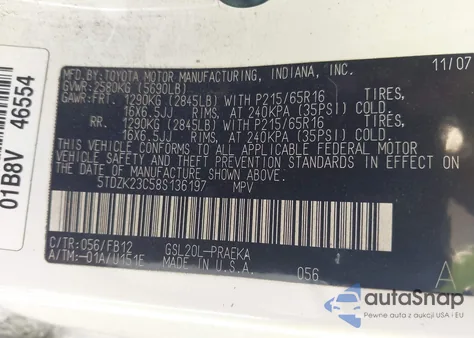 MFD.BY:TOYOTA MOTOR MANUFACTURING, INDIANA, INC. 11/07
GVWR:2580KG (5690LB)
GAWR:FRT. 1290KG (2845LB) WITH P215/65R16 TIRES,
16X6.5JJ RIMS, AT 240KPA (35PSI) COLD.
RR. 1290KG (2845LB) WITH P215/65R16 TIRES,
16X6.5JJ RIMS, AT 240KPA (35PSI) COLD.
THIS VEHICLE CONFORMS TO ALL APPLICABLE FEDERAL MOTOR
VEHICLE SAFETY STANDARDS IN EFFECT ON THE DATE OF
MANUFACTURE SHOWN ABOVE.
5TDZK23C58S136197 MPV
C/TR:056/FB12 GSL20L-PRAEKA
A/TM:-01A/U151E MADE IN U.S.A. 056 A
01B8V 46554
autoSnap
Pewne auta z USA i EU